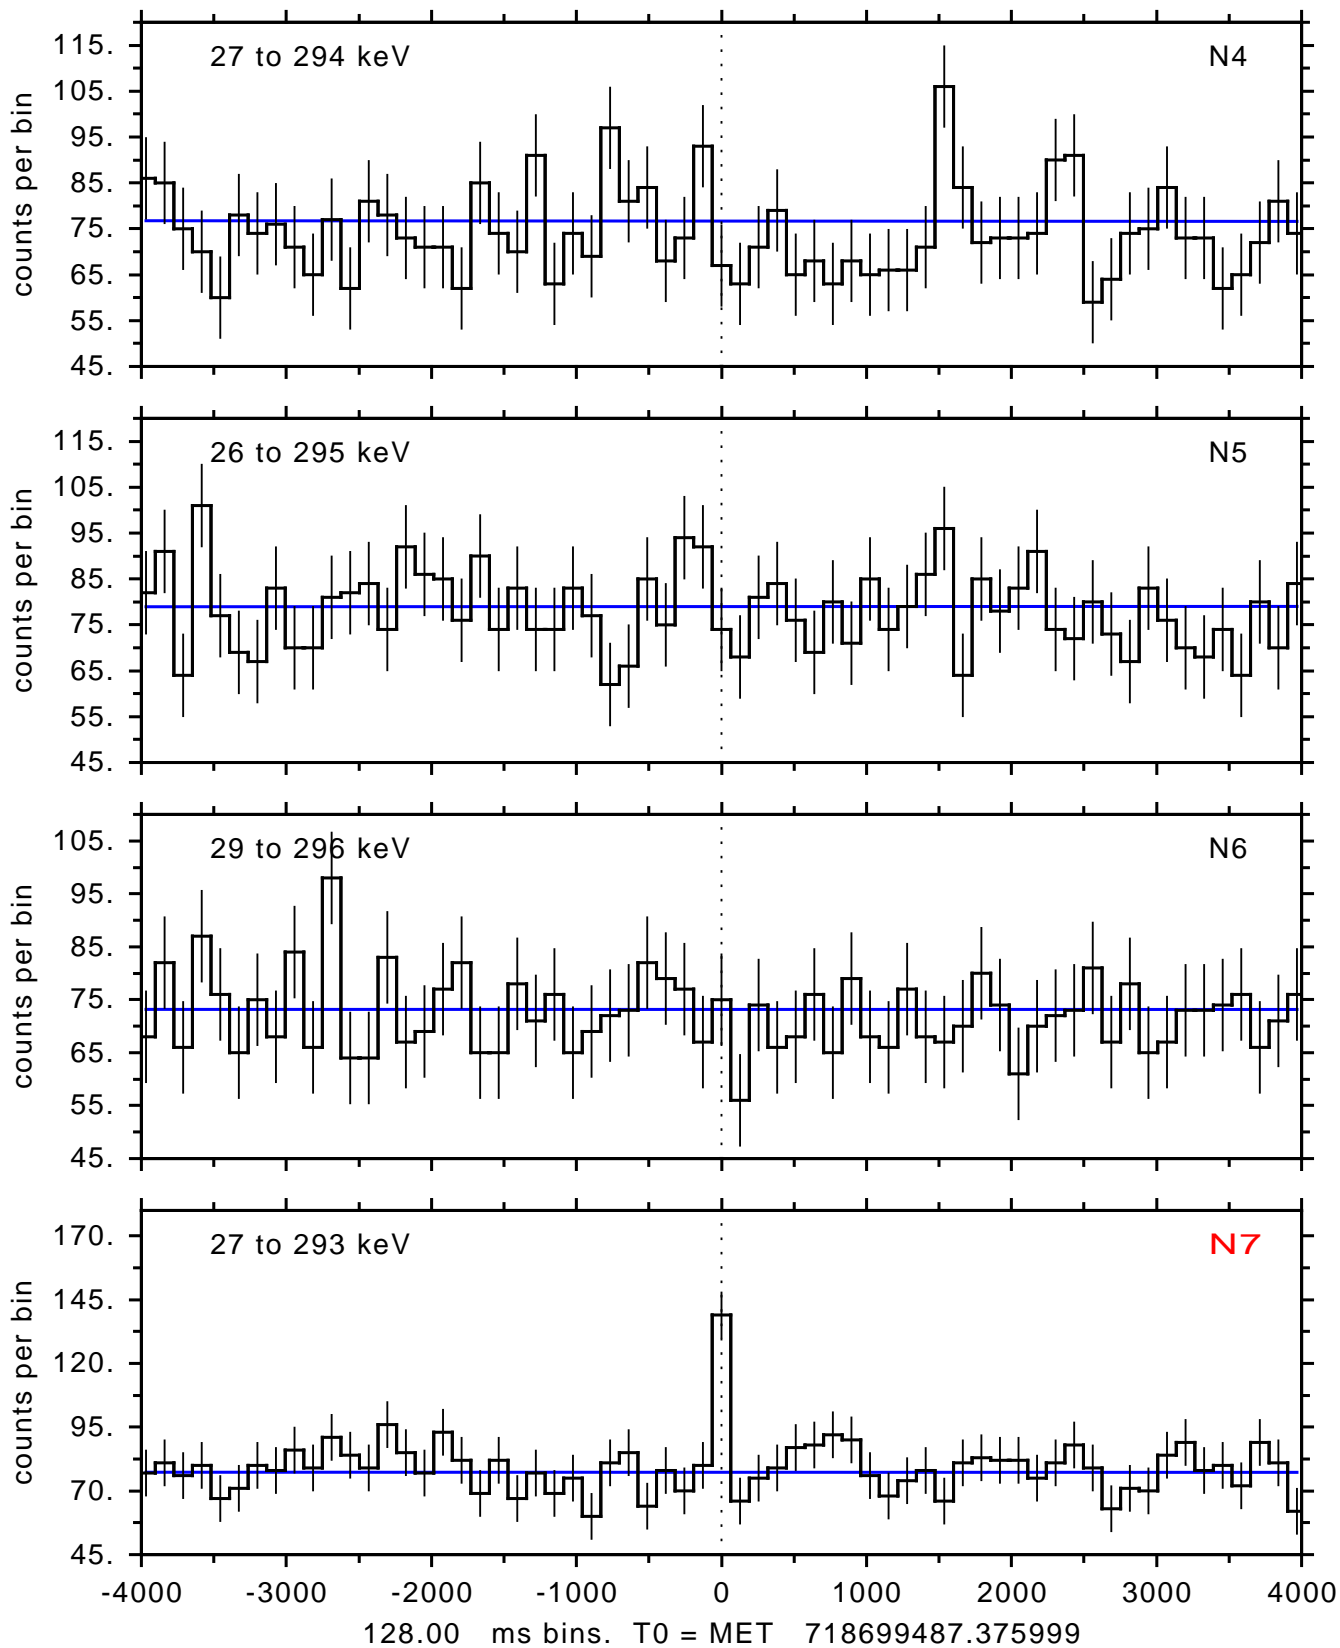 27 to 294 keV N4
115.
105.
95.
85.
75.
65.
55.
45.
counts per bin
26 to 295 keV N5
115.
105.
95.
85.
75.
65.
55.
45.
counts per bin
29 to 296 keV N6
105.
95.
85.
75.
65.
55.
45.
counts per bin
27 to 293 keV N7
170.
145.
120.
95.
70.
45.
counts per bin
-4000 -3000 -2000 -1000 0 1000 2000 3000 4000
128.00 ms bins. T0 = MET 718699487.375999